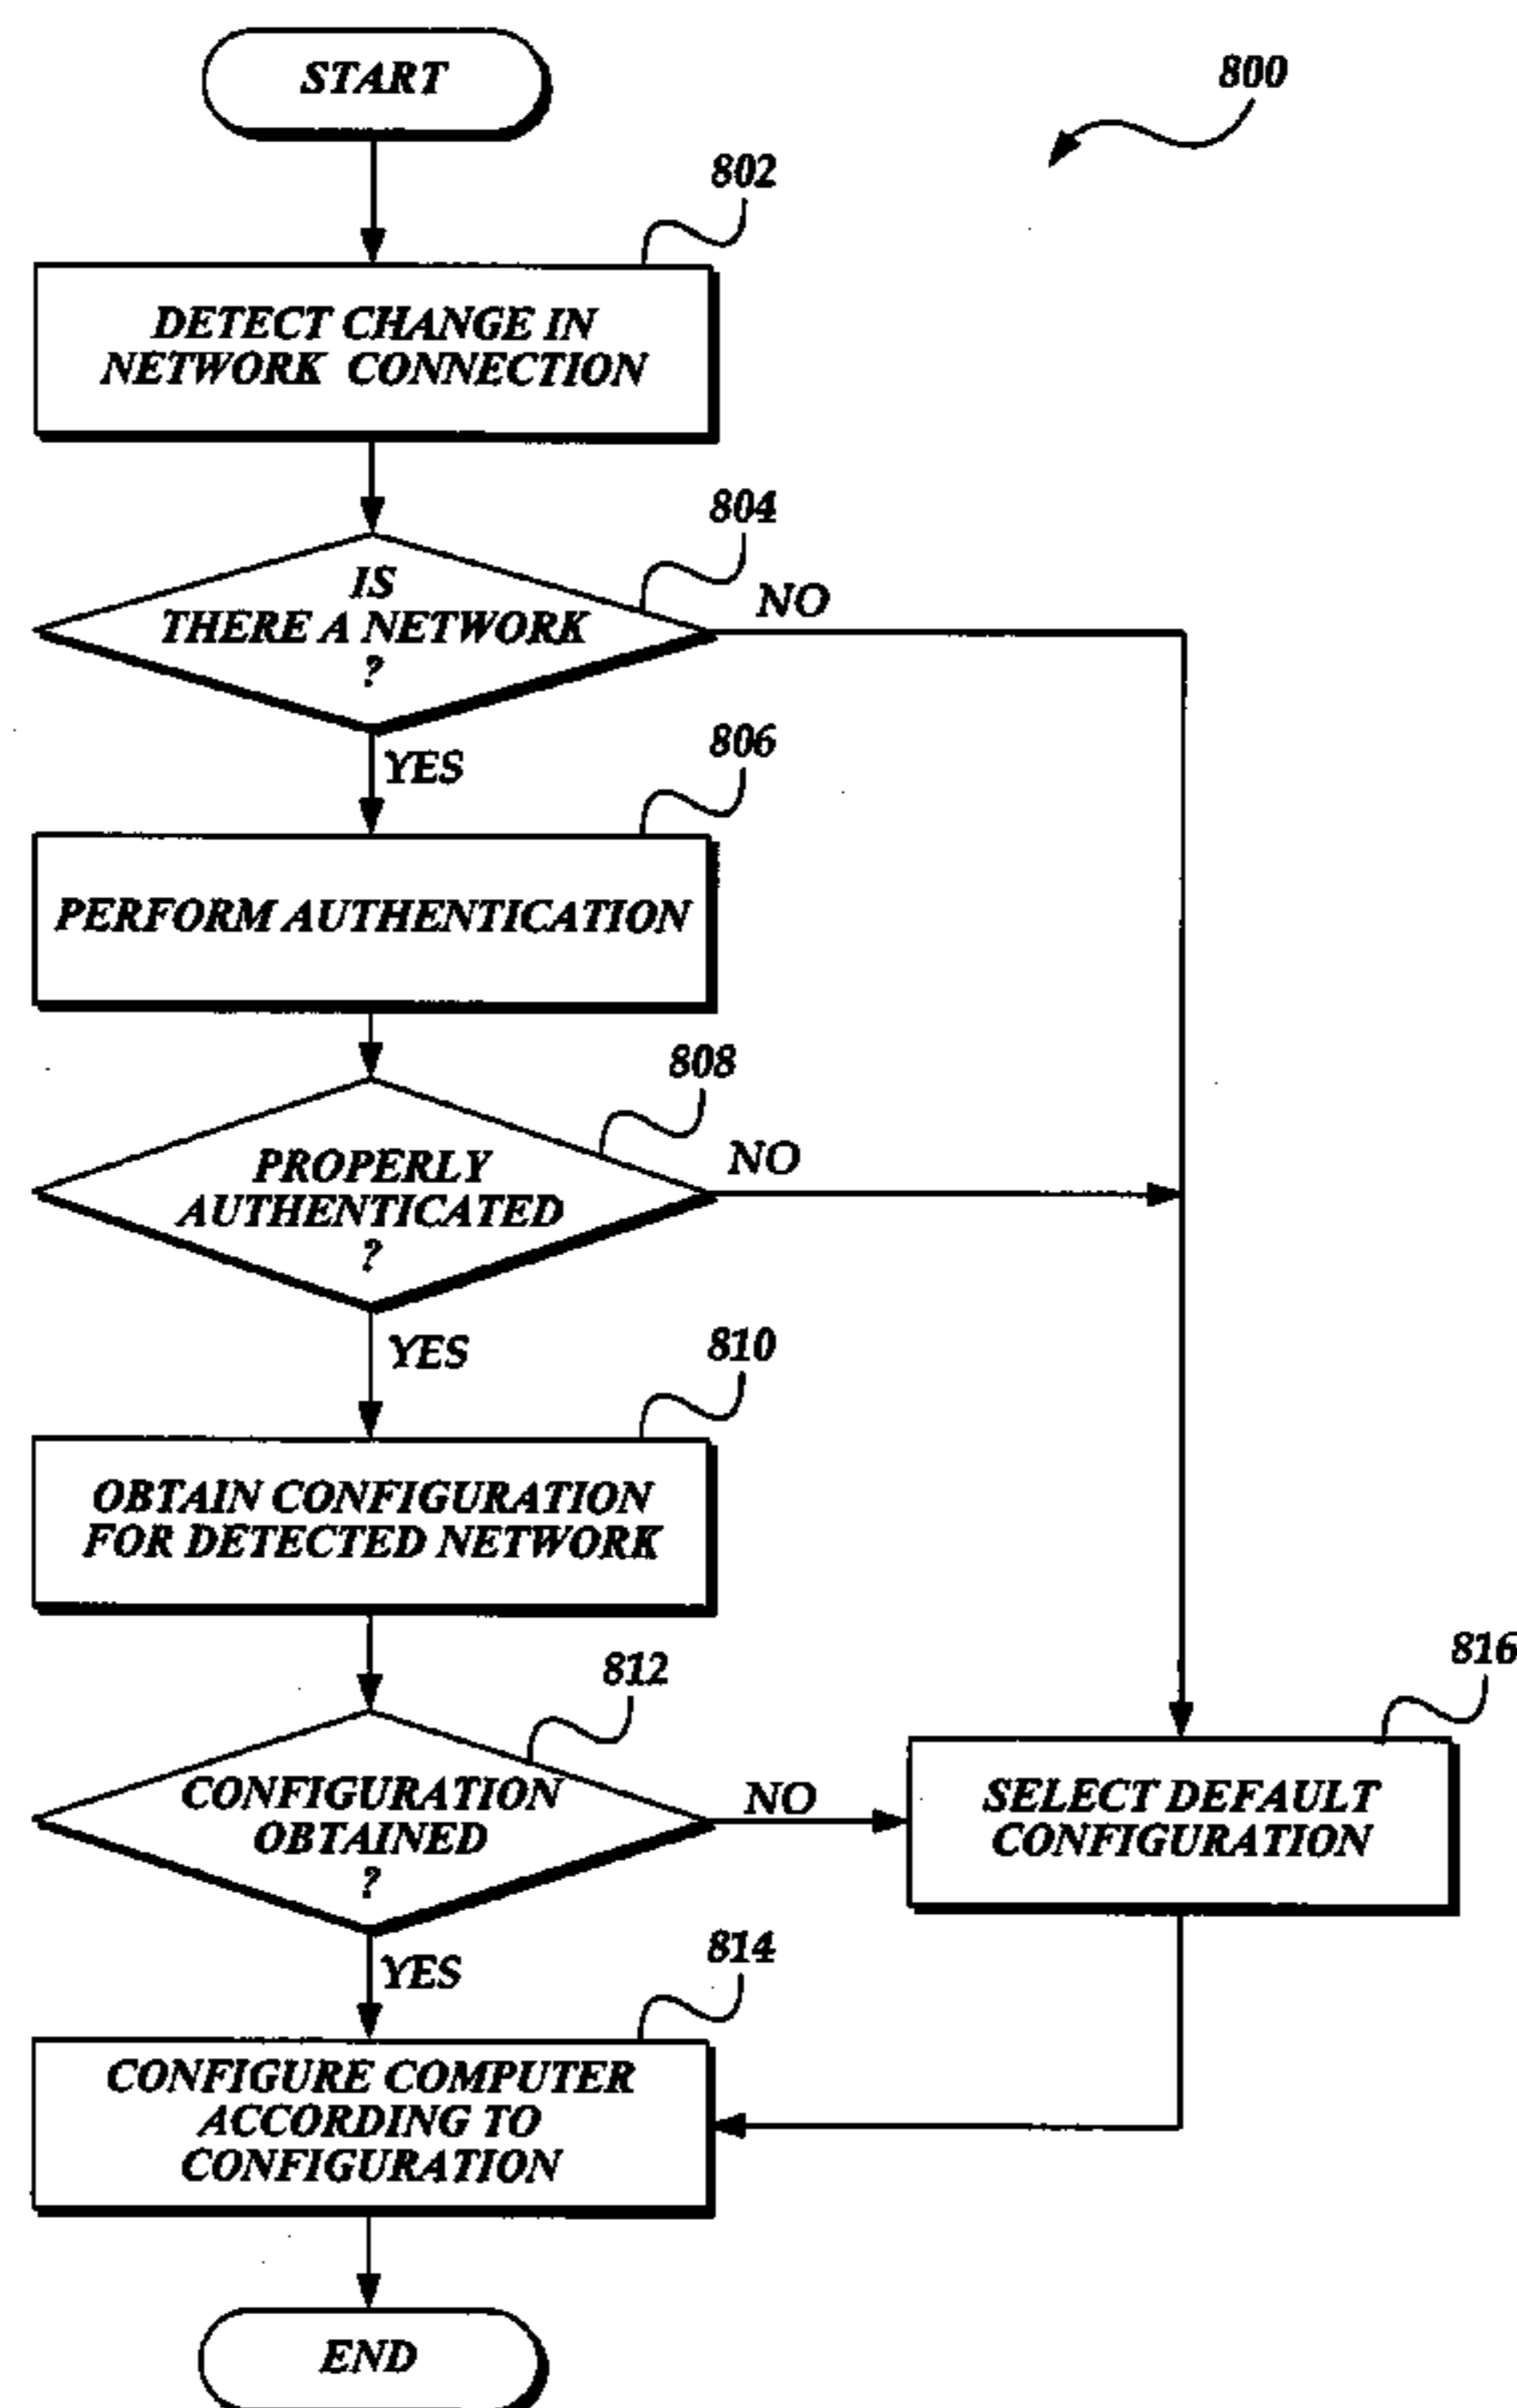 START
800
802
DETECT CHANGE IN
NETWORK CONNECTION
804
IS
THERE A NETWORK
?
NO
YES
806
PERFORM AUTHENTICATION
808
PROPERLY
AUTHENTICATED
?
NO
YES
810
OBTAIN CONFIGURATION
FOR DETECTED NETWORK
812
CONFIGURATION
OBTAINED
?
NO
816
SELECT DEFAULT
CONFIGURATION
YES
814
CONFIGURE COMPUTER
ACCORDING TO
CONFIGURATION
END